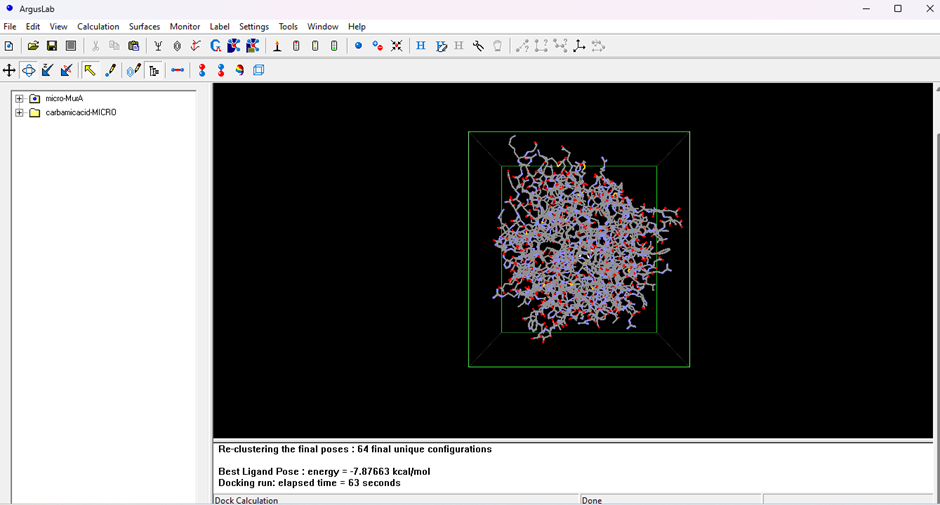 ArgusLab
File Edit View Calculation Surfaces Monitor Label Settings Tools Window Help
micro-MurA
carbamicacid-MICRO
Re-clustering the final poses : 64 final unique configurations
Best Ligand Pose : energy = -7.87663 kcal/mol
Docking run: elapsed time = 63 seconds
Dock Calculation Done